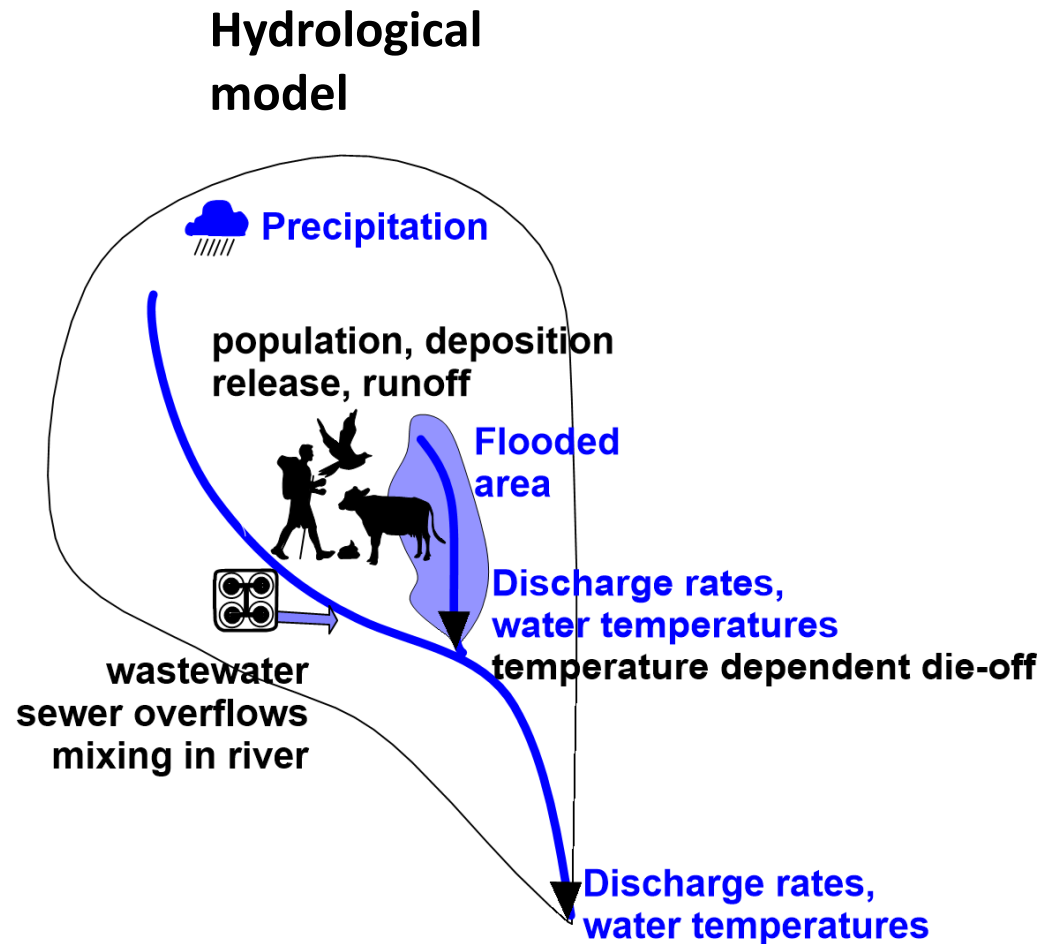 Hydrological
model
Precipitation
population, deposition
release, runoff
Flooded
area
Discharge rates,
water temperatures
temperature dependent die-off
wastewater
sewer overflows
mixing in river
Discharge rates,
water temperatures